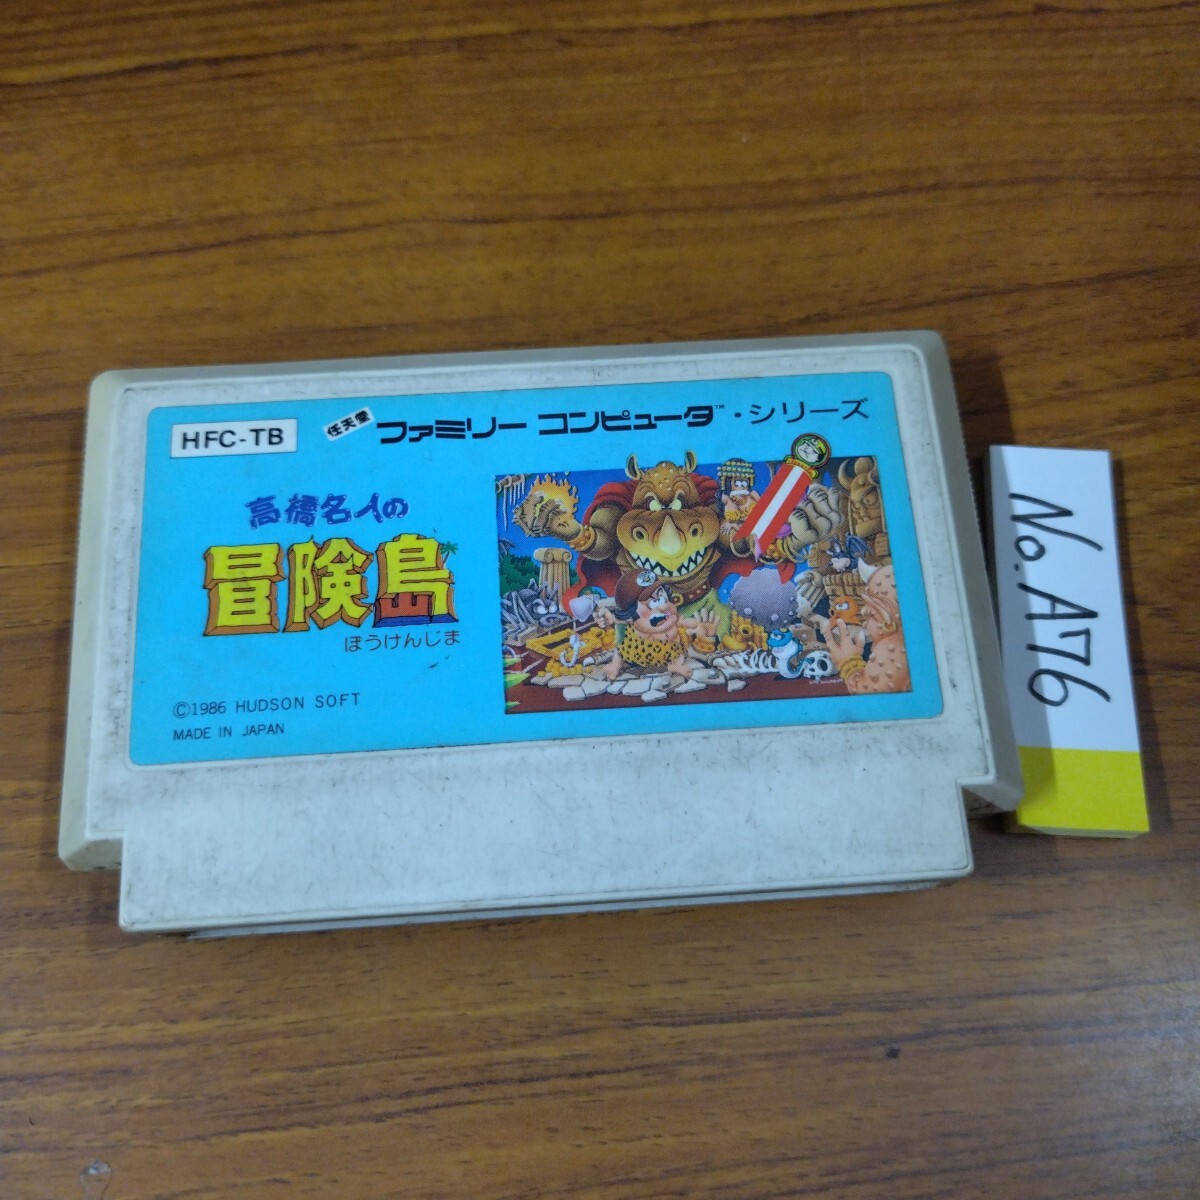 HFC-TB
任天堂 ファミリー コンピュータ™・シリーズ
高橋名人の
冒険島
ぼうけんじま
©1986 HUDSON SOFT
MADE IN JAPAN
No. A76